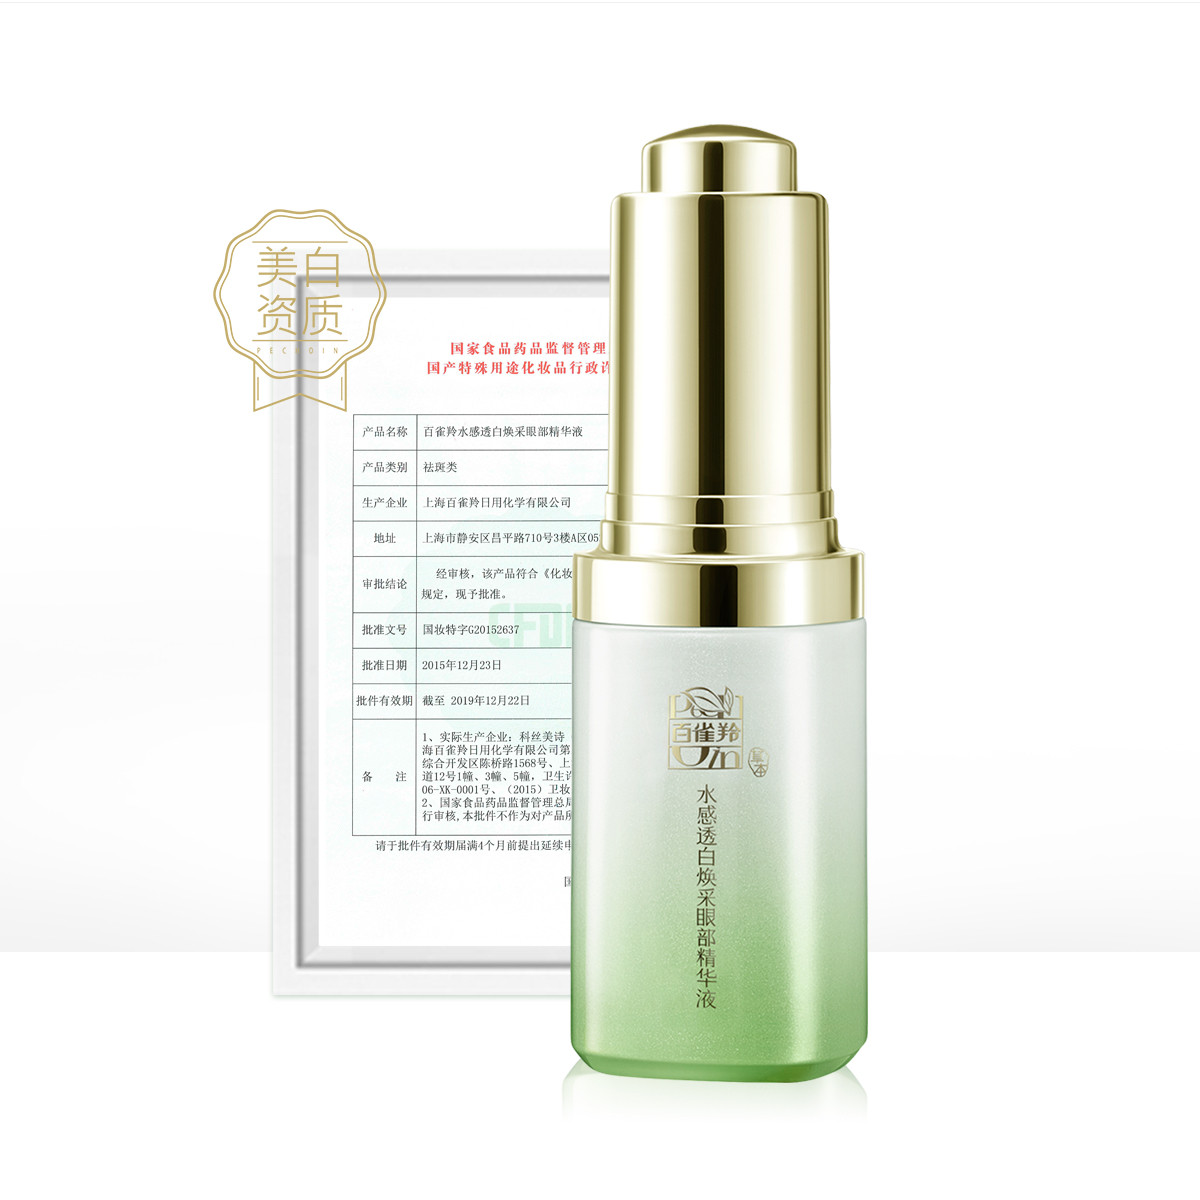 美白
资质
PECHOIN
国家食品药品监督管理
国产特殊用途化妆品行政许
产品名称 百雀羚水感透白焕采眼部精华液
产品类别 祛斑类
生产企业 上海百雀羚日用化学有限公司
地址 上海市静安区昌平路710号3楼A区05
审批结论 经审核，该产品符合《化妆
规定，现予批准。
批准文号 国妆特字G20152637
批准日期 2015年12月23日
批件有效期 截至 2019年12月22日
备 注
1、实际生产企业：科丝美诗
海百雀羚日用化学有限公司第
综合开发区陈桥路1568号、上
道12号1幢、3幢、5幢，卫生许
06-XK-0001号、（2015）卫妆
2、国家食品药品监督管理总局
行审核,本批件不作为对产品所
请于批件有效期届满4个月前提出延续申
国
CFD
百雀羚
草本
水感透白焕采眼部精华液